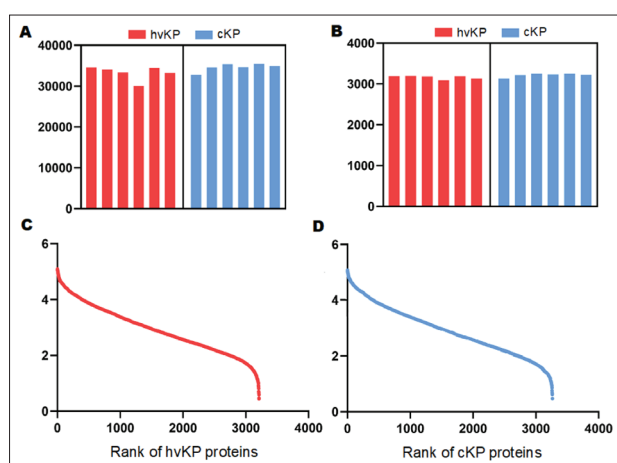 A
hvKP cKP
40000
30000
20000
10000
0
B
hvKP cKP
4000
3000
2000
1000
0
C
6
4
2
0
0 1000 2000 3000 4000
Rank of hvKP proteins
D
6
4
2
0
0 1000 2000 3000 4000
Rank of cKP proteins